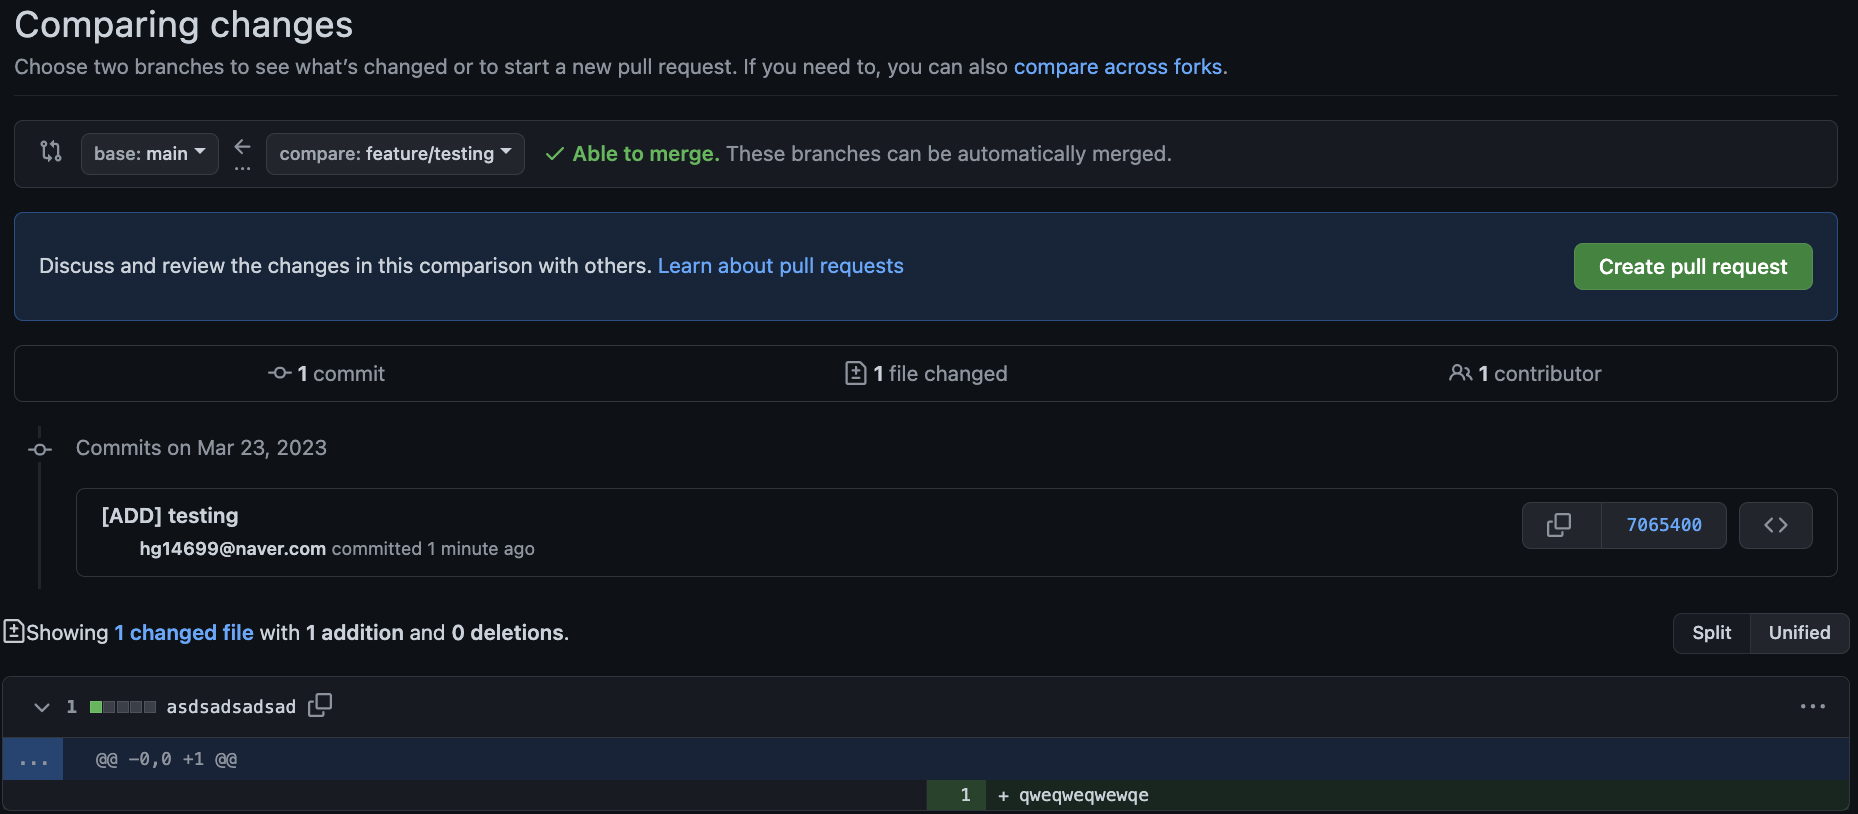 Comparing changes
Choose two branches to see what’s changed or to start a new pull request. If you need to, you can also compare across forks.
base: main ... compare: feature/testing Able to merge. These branches can be automatically merged.
Discuss and review the changes in this comparison with others. Learn about pull requests Create pull request
1 commit 1 file changed 1 contributor
Commits on Mar 23, 2023
[ADD] testing
7065400
hg14699@naver.com committed 1 minute ago
Showing 1 changed file with 1 addition and 0 deletions. Split Unified
1 asdsadsadsad ...
... @@ -0,0 +1 @@
1 + qweqweqwewqe